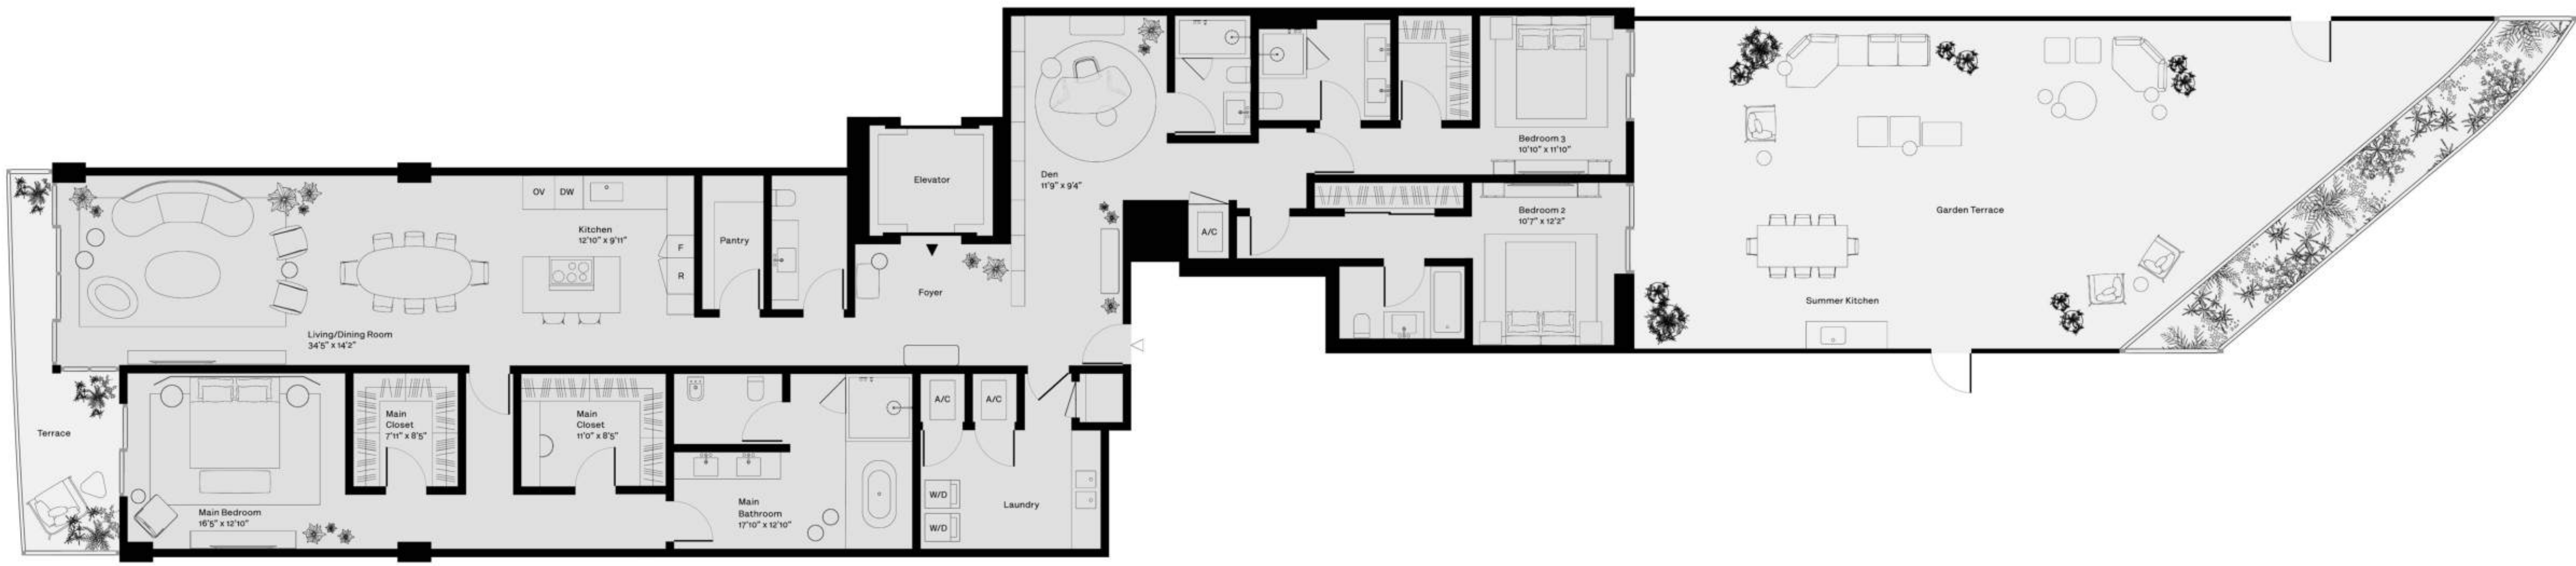 Bedroom 3
10'10" x 11'10"
Elevator
Den
11'9" x 9'4"
OV
DW
Kitchen
12'10" x 9'11"
Pantry
F
R
A/C
Bedroom 2
10'7" x 12'2"
Garden Terrace
Foyer
Summer Kitchen
Living/Dining Room
34'5" x 14'2"
Main
Closet
7'11" x 8'5"
Main
Closet
11'0" x 8'5"
A/C
A/C
Terrace
Main Bedroom
16'5" x 12'10"
Main
Bathroom
17'10" x 12'10"
W/D
W/D
Laundry